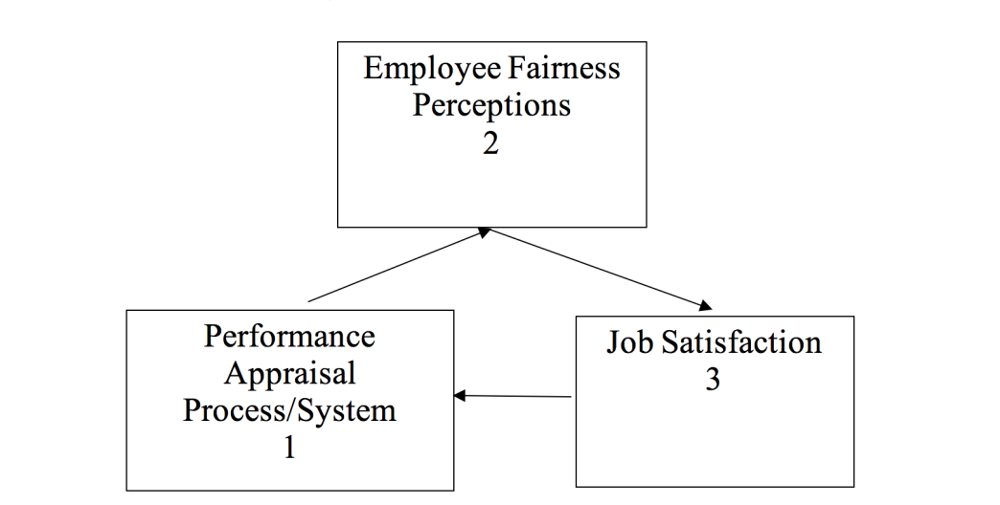 Employee Fairness
Perceptions
2
Performance
Appraisal
Process/System
1
Job Satisfaction
3